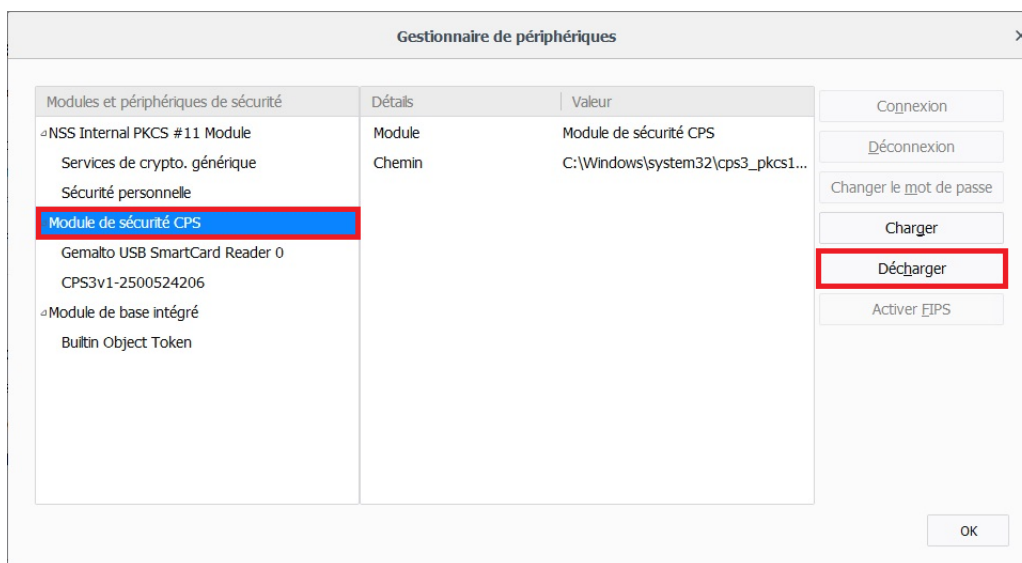 Gestionnaire de périphériques
Modules et périphériques de sécurité
Détails
Valeur
NSS Internal PKCS #11 Module
Services de crypto. générique
Sécurité personnelle
Module de sécurité CPS
Gemalto USB SmartCard Reader 0
CPS3v1-2500524206
Module de base intégré
Builtin Object Token
Module
Module de sécurité CPS
Chemin
C:\Windows\system32\cps3_pkcs1...
Connexion
Déconnexion
Changer le mot de passe
Charger
Décharger
Activer FIPS
OK